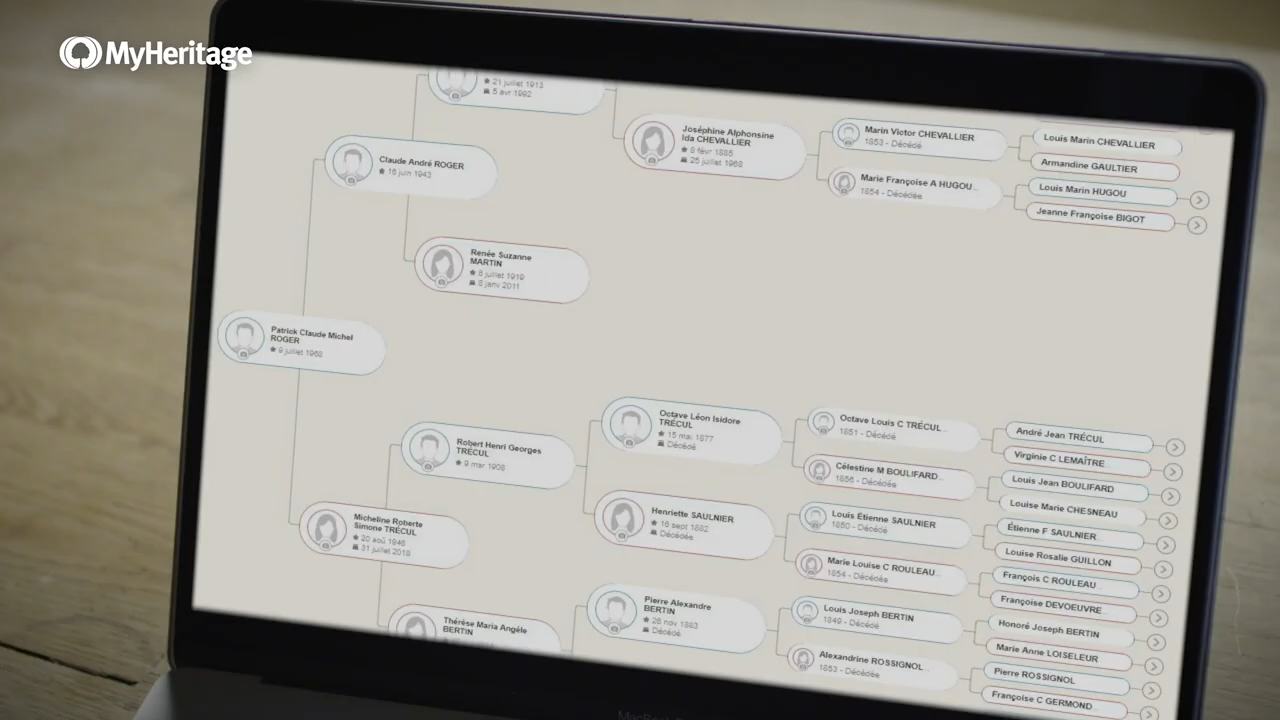 MyHeritage
21 juillet 1913
5 avr 1992
Joséphine Alphonsine
Ida CHEVALLIER
8 févr 1885
25 juillet 1968
Marin Victor CHEVALLIER
1853 - Décédé
Louis Marin CHEVALLIER
Armandine GAULTIER
Marie Françoise A HUGOU...
1854 - Décédée
Louis Marin HUGOU
Jeanne Françoise BIGOT
Claude André ROGER
16 juin 1943
Renée Suzanne
MARTIN
8 juillet 1919
8 janv 2011
Patrick Claude Michel
ROGER
9 juillet 1968
Octave Léon Isidore
TRÉCUL
15 mai 1877
Décédé
Octave Louis C TRÉCUL...
1851 - Décédé
André Jean TRÉCUL
Virginie C LEMAÎTRE...
Robert Henri Georges
TRÉCUL
9 mar 1908
Célestine M BOULIFARD...
1856 - Décédée
Louis Jean BOULIFARD
Louise Marie CHESNEAU
Henriette SAULNIER
16 sept 1882
Décédée
Louis Étienne SAULNIER
1850 - Décédé
Étienne F SAULNIER...
Louise Rosalie GUILLON
Micheline Roberte
Simone TRÉCUL
20 aoû 1946
31 juillet 2018
Marie Louise C ROULEAU...
1854 - Décédée
François C ROULEAU...
Françoise DEVOEUVRE...
Pierre Alexandre
BERTIN
26 nov 1883
Décédé
Louis Joseph BERTIN
1849 - Décédé
Honoré Joseph BERTIN
Marie Anne LOISELEUR
Thérèse Maria Angèle
BERTIN
Alexandrine ROSSIGNOL...
1853 - Décédée
Pierre ROSSIGNOL
Françoise C GERMOND...